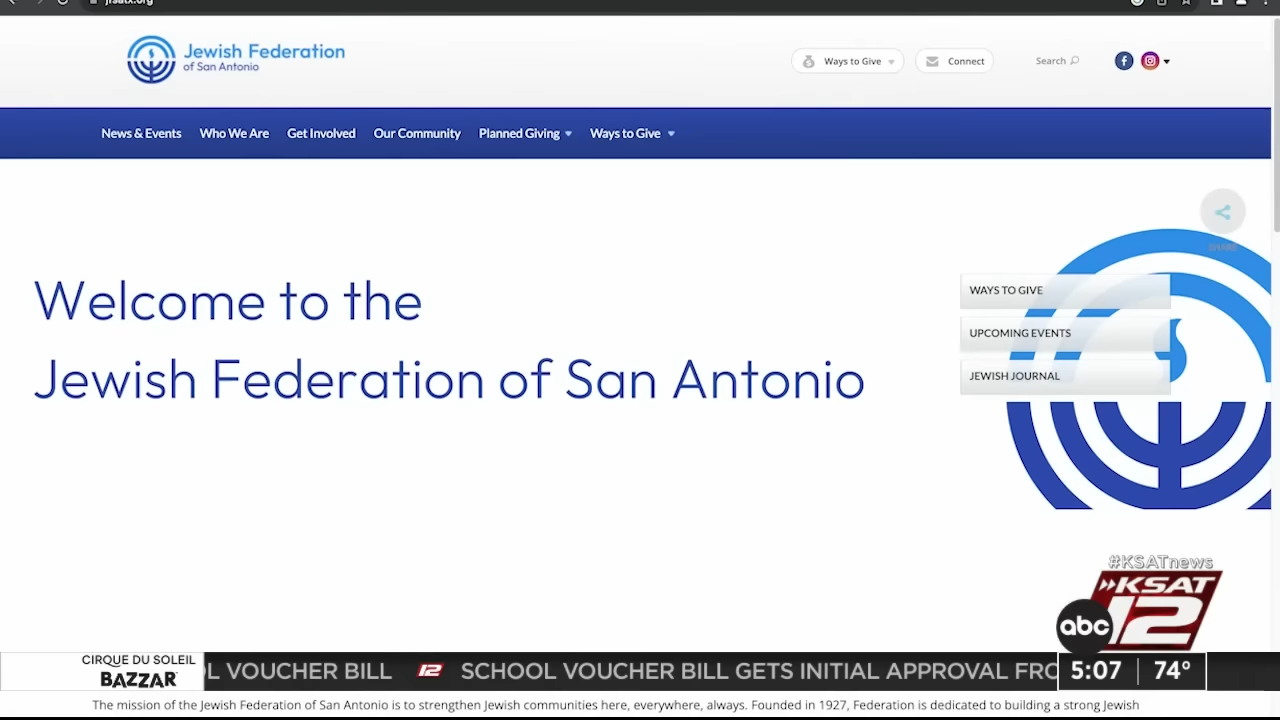 jfsatx.org
Jewish Federation
of San Antonio
Ways to Give
Connect
Search
News & Events
Who We Are
Get Involved
Our Community
Planned Giving
Ways to Give
SHARE
Welcome to the
Jewish Federation of San Antonio
WAYS TO GIVE
UPCOMING EVENTS
JEWISH JOURNAL
#KSATnews
KSAT
abc 12
CIRQUE DU SOLEIL
BAZZAR
OL VOUCHER BILL 12 SCHOOL VOUCHER BILL GETS INITIAL APPROVAL FRO
5:07 74°
The mission of the Jewish Federation of San Antonio is to strengthen Jewish communities here, everywhere, always. Founded in 1927, Federation is dedicated to building a strong Jewish